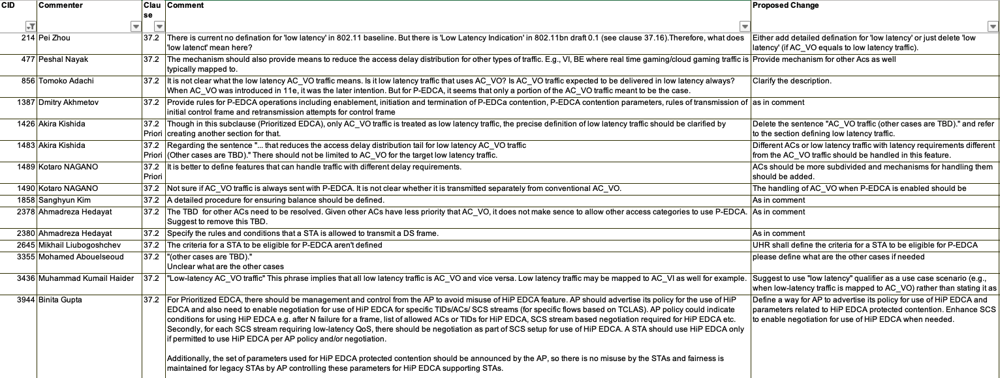 CID Commenter Clau Comment Proposed Change
se
214 Pei Zhou 37.2 There is current no defination for 'low latency' in 802.11 baseline. But there is 'Low Latency Indication' in 802.11bn draft 0.1 (see clause 37.16).Therefore, what does Either add detailed defination for 'low latency' or just delete 'low
'low latenct' mean here? latency' (if AC_VO equals to low latency traffic).
477 Peshal Nayak 37.2 The mechanism should also provide means to reduce the access delay distribution for other types of traffic. E.g., VI, BE where real time gaming/cloud gaming traffic is Provide mechanism for other Acs as well
typically mapped to.
856 Tomoko Adachi 37.2 It is not clear what the low latency AC_VO traffic means. Is it low latency traffic that uses AC_VO? Is AC_VO traffic expected to be delivered in low latency always? Clarify the description.
When AC_VO was introduced in 11e, it was the later intention. But for P-EDCA, it seems that only a portion of the AC_VO traffic meant to be the case.
1387 Dmitry Akhmetov 37.2 Provide rules for P-EDCA operations including enablement, initiation and termination of P-EDCa contention, P-EDCA contention parameters, rules of transmission of as in comment
initial control frame and retransmission attempts for control frame
1426 Akira Kishida 37.2 Though in this subclause (Prioritized EDCA), only AC_VO traffic is treated as low latency traffic, the precise definition of low latency traffic should be clarified by Delete the sentence "AC_VO traffic (other cases are TBD)." and refer
Priori creating another section for that. to the section defining low latency traffic.
1483 Akira Kishida 37.2 Regarding the sentence "... that reduces the access delay distribution tail for low latency AC_VO traffic Different ACs or low latency traffic with latency requirements different
Priori (Other cases are TBD)." There should not be limited to AC_VO for the target low latency traffic. from the AC_VO traffic should be handled in this feature.
1489 Kotaro NAGANO 37.2 It is better to define features that can handle traffic with different delay requirements. ACs should be more subdivided and mechanisms for handling them
Priori should be added.
1490 Kotaro NAGANO 37.2 Not sure if AC_VO traffic is always sent with P-EDCA. It is not clear whether it is transmitted separately from conventional AC_VO. The handling of AC_VO when P-EDCA is enabled should be
1858 Sanghyun Kim 37.2 A detailed procedure for ensuring balance should be defined. As in comment
2378 Ahmadreza Hedayat 37.2 The TBD for other ACs need to be resolved. Given other ACs have less priority that AC_VO, it does not make sence to allow other access categories to use P-EDCA. As in comment
Suggest to remove this TBD.
2380 Ahmadreza Hedayat 37.2 Specify the rules and conditions that a STA is allowed to transmit a DS frame. As in comment
2645 Mikhail Liubogoshchev 37.2 The criteria for a STA to be eligible for P-EDCA aren't defined UHR shall define the criteria for a STA to be eligible for P-EDCA
3355 Mohamed Abouelseoud 37.2 "(other cases are TBD)." please define what are the other cases if needed
Unclear what are the other cases
3436 Muhammad Kumail Haider 37.2 "Low-latency AC_VO traffic" This phrase implies that all low latency traffic is AC_VO and vice versa. Low latency traffic may be mapped to AC_VI as well for example. Suggest to use "low latency" qualifier as a use case scenario (e.g.,
when low-latency traffic is mapped to AC_VO) rather than stating it as
3944 Binita Gupta 37.2 For Prioritized EDCA, there should be management and control from the AP to avoid misuse of HiP EDCA feature. AP should advertise its policy for the use of HiP Define a way for AP to advertise its policy for use of HiP EDCA and
EDCA and also need to enable negotiation for use of HiP EDCA for specific TIDs/ACs/ SCS streams (for specific flows based on TCLAS). AP policy could indicate parameters related to HiP EDCA protected contention. Enhance SCS
conditions for using HiP EDCA e.g. after N failure for a frame, list of allowed ACs or TIDs for HiP EDCA, SCS stream based negotiation required for HiP EDCA etc. to enable negotiation for use of HiP EDCA when needed.
Secondly, for each SCS stream requiring low-latency QoS, there should be negotiation as part of SCS setup for use of HiP EDCA. A STA should use HiP EDCA only
if permitted to use HiP EDCA per AP policy and/or negotiation.
Additionally, the set of parameters used for HiP EDCA protected contention should be announced by the AP, so there is no misuse by the STAs and fairness is
maintained for legacy STAs by AP controlling these parameters for HiP EDCA supporting STAs.